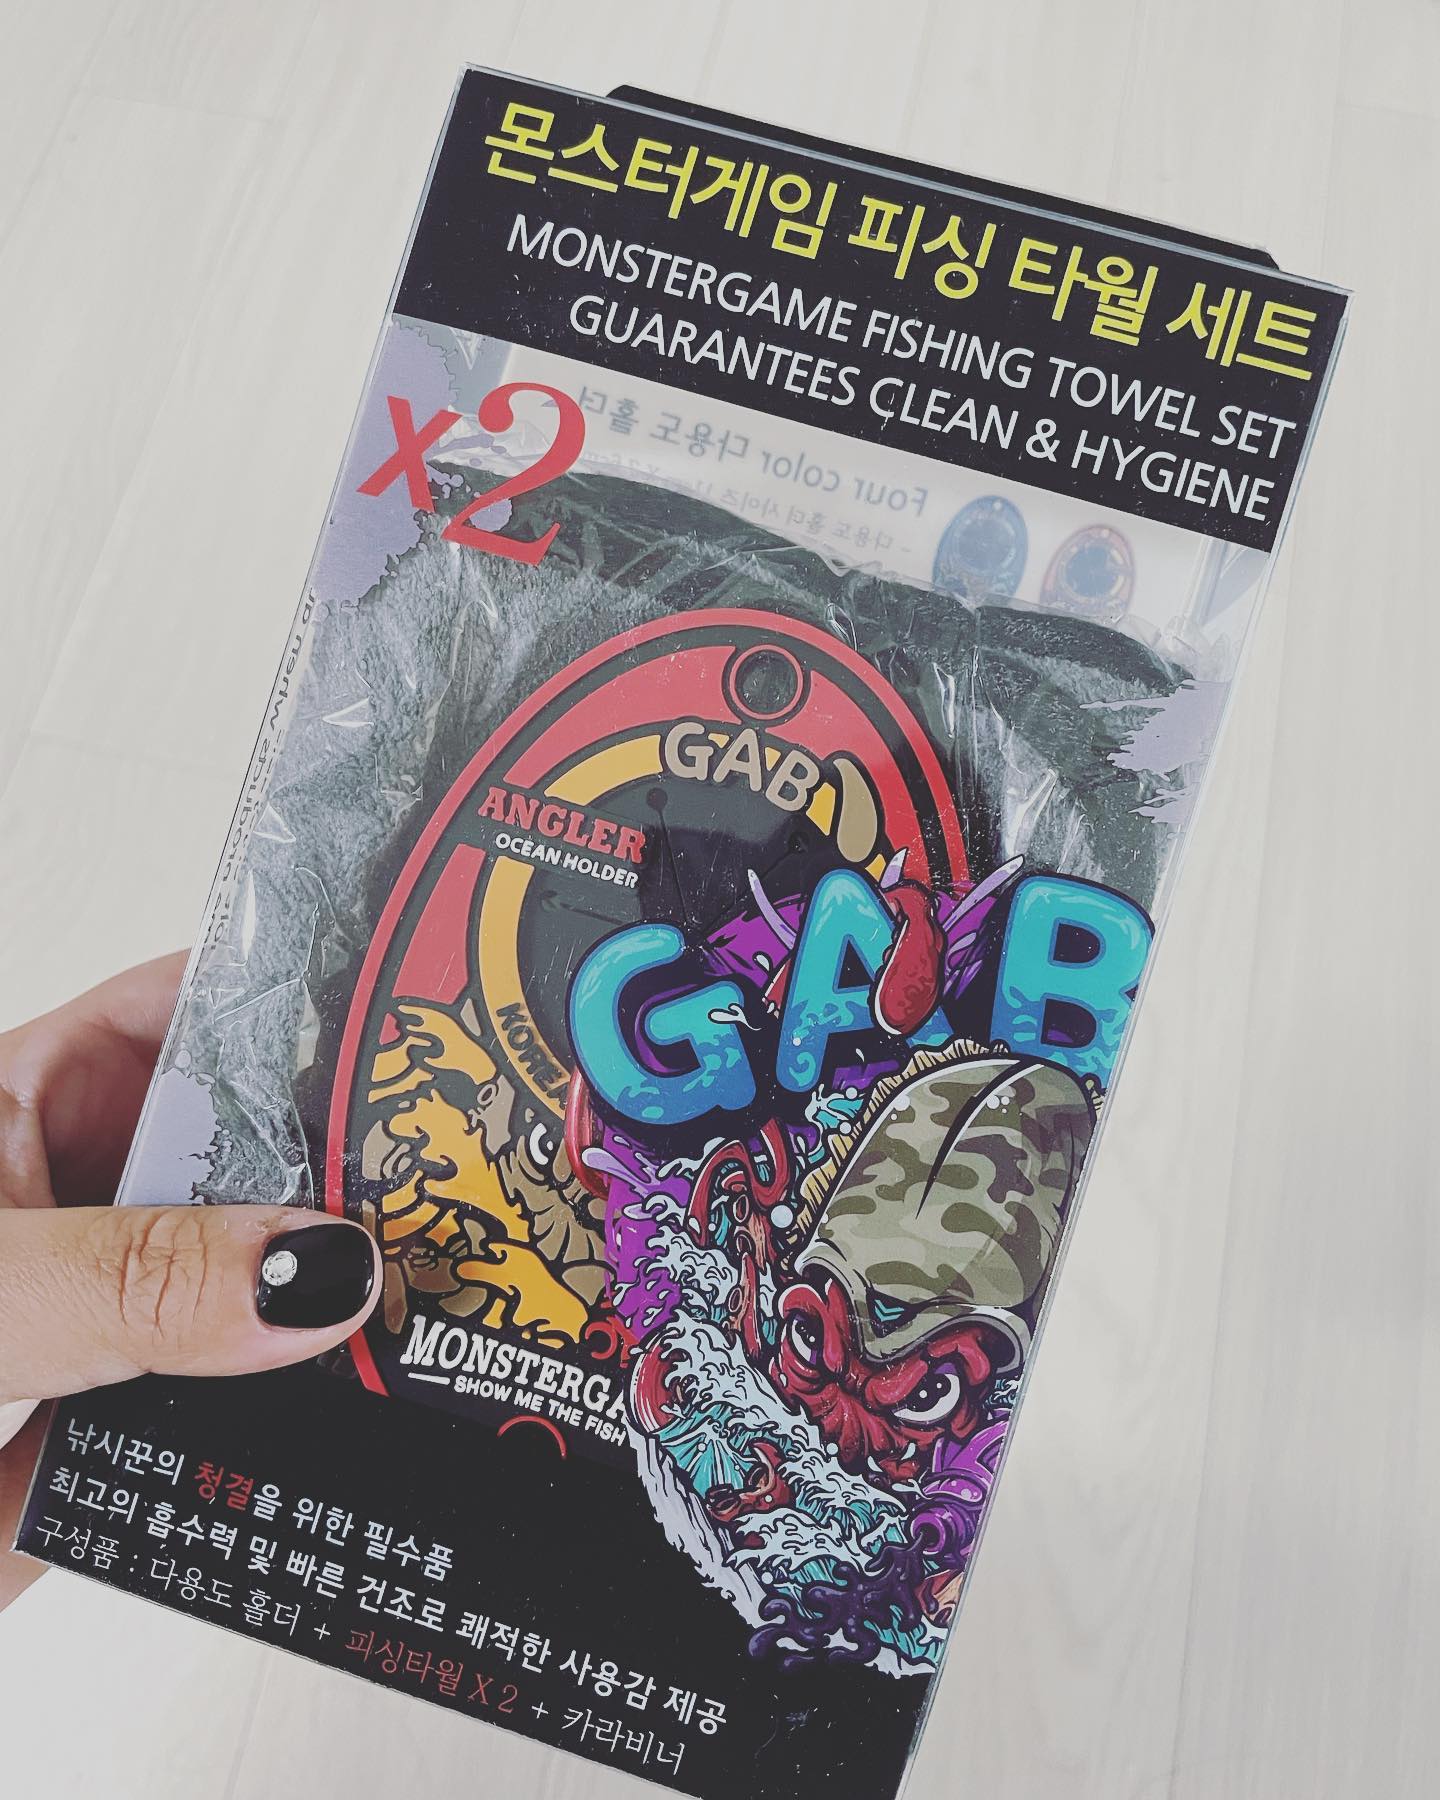 몬스터게임 피싱 타월 세트
MONSTERGAME FISHING TOWEL SET
GUARANTEES CLEAN & HYGIENE
x2
Four color 다용도 홀더
GAB
ANGLER
OCEAN HOLDER
GAB
KOREA
MONSTERGA
SHOW ME THE FISH
낚시꾼의 청결을 위한 필수품
최고의 흡수력 및 빠른 건조로 쾌적한 사용감 제공
구성품 : 다용도 홀더 + 피싱타월 X 2 + 카라비너